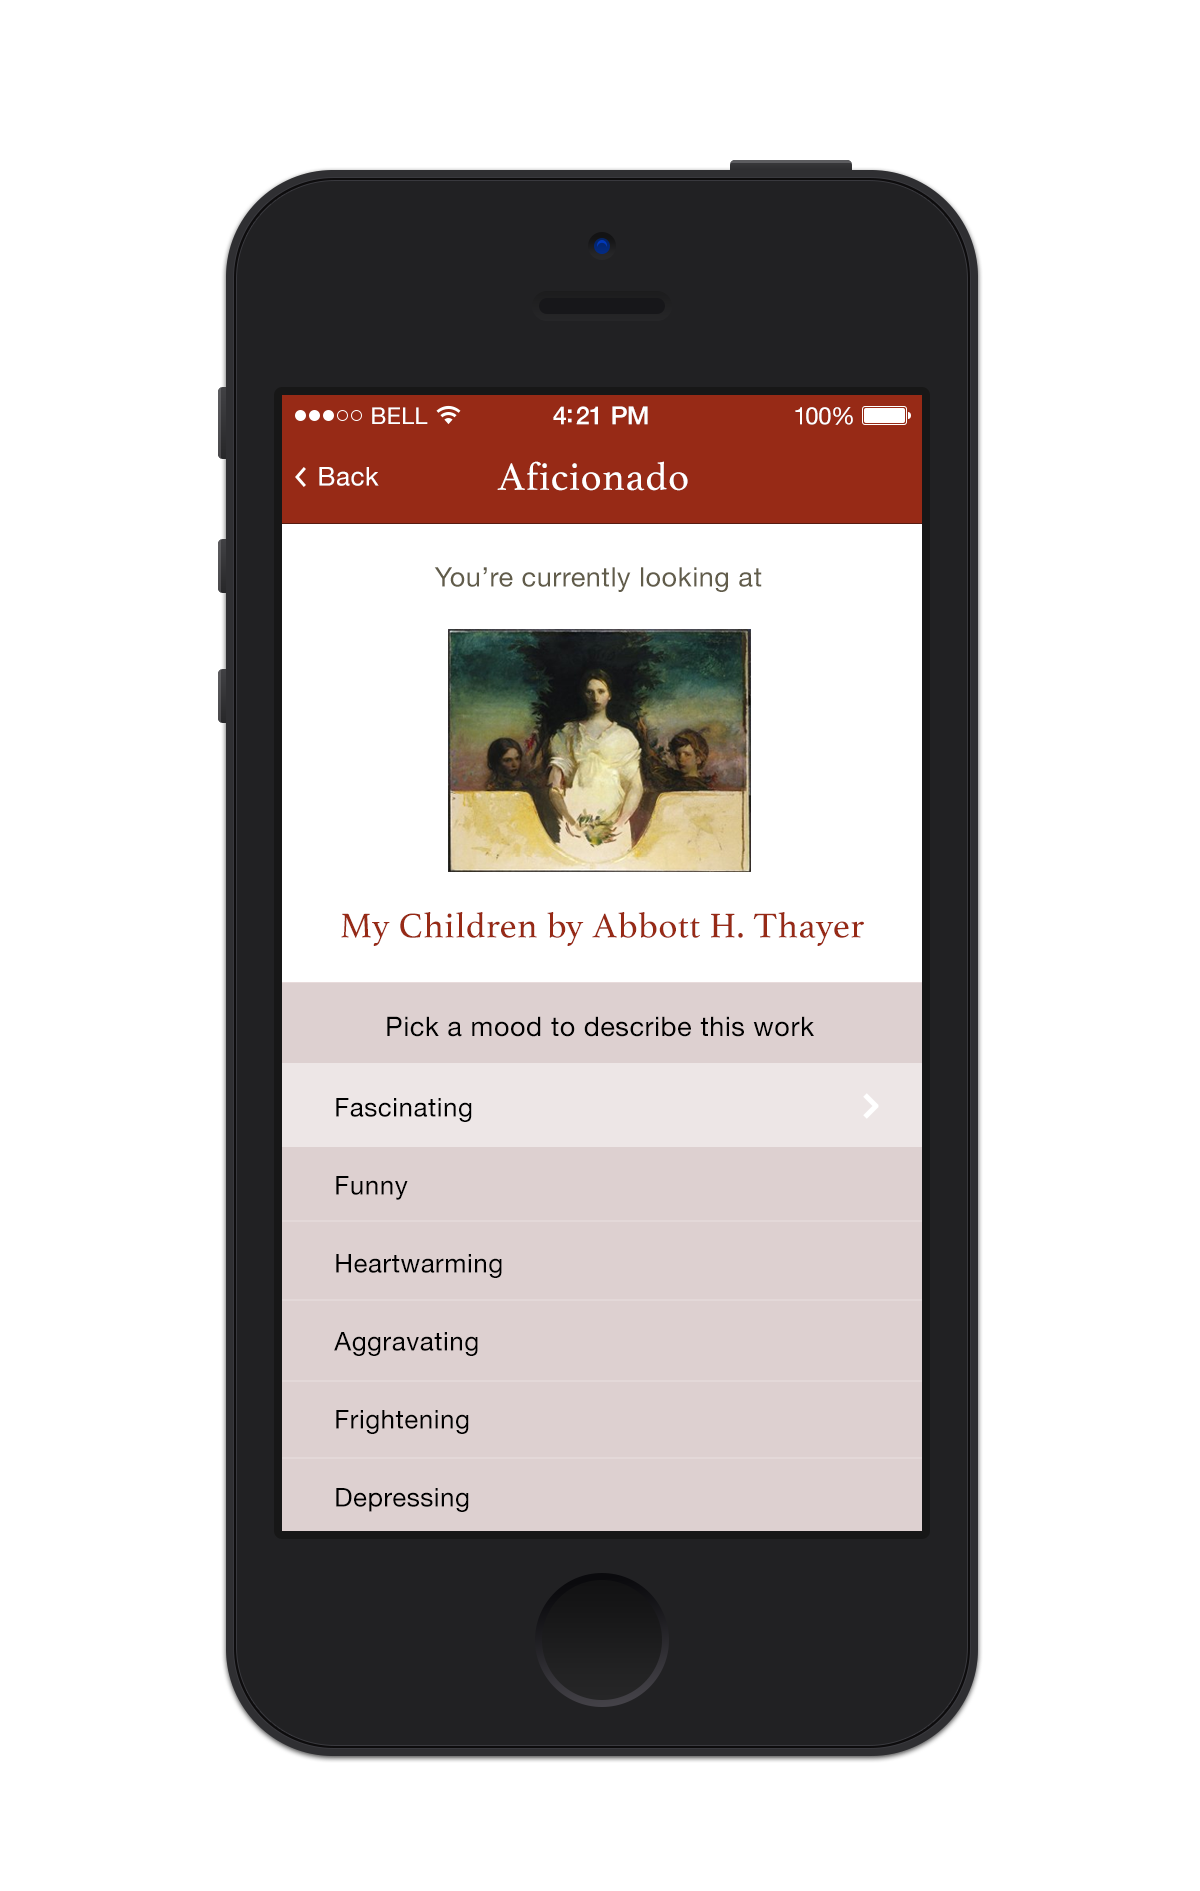 BELL 4:21 PM 100%
Back Aficionado
You're currently looking at
My Children by Abbott H. Thayer
Pick a mood to describe this work
Fascinating
Funny
Heartwarming
Aggravating
Frightening
Depressing